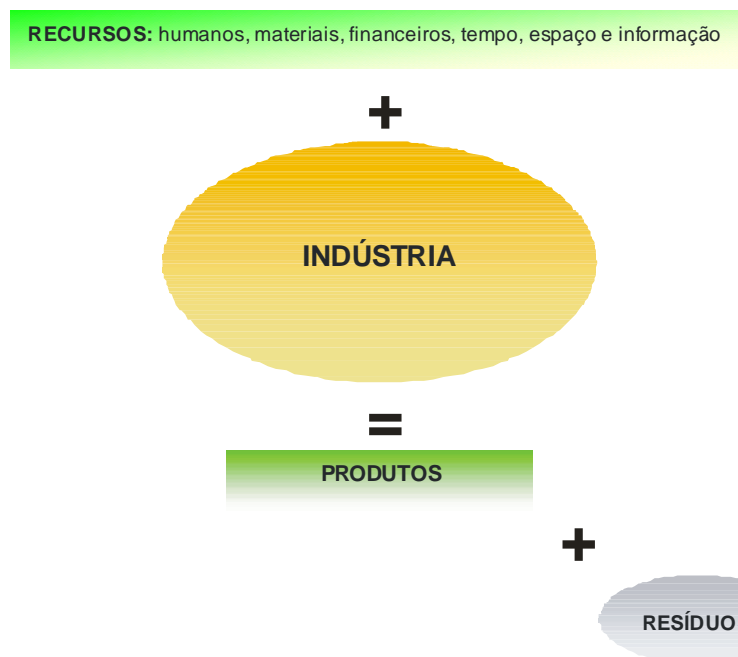 RECURSOS: humanos, materiais, financeiros, tempo, espaço e informação
+
INDÚSTRIA
=
PRODUTOS
+
RESÍDUO